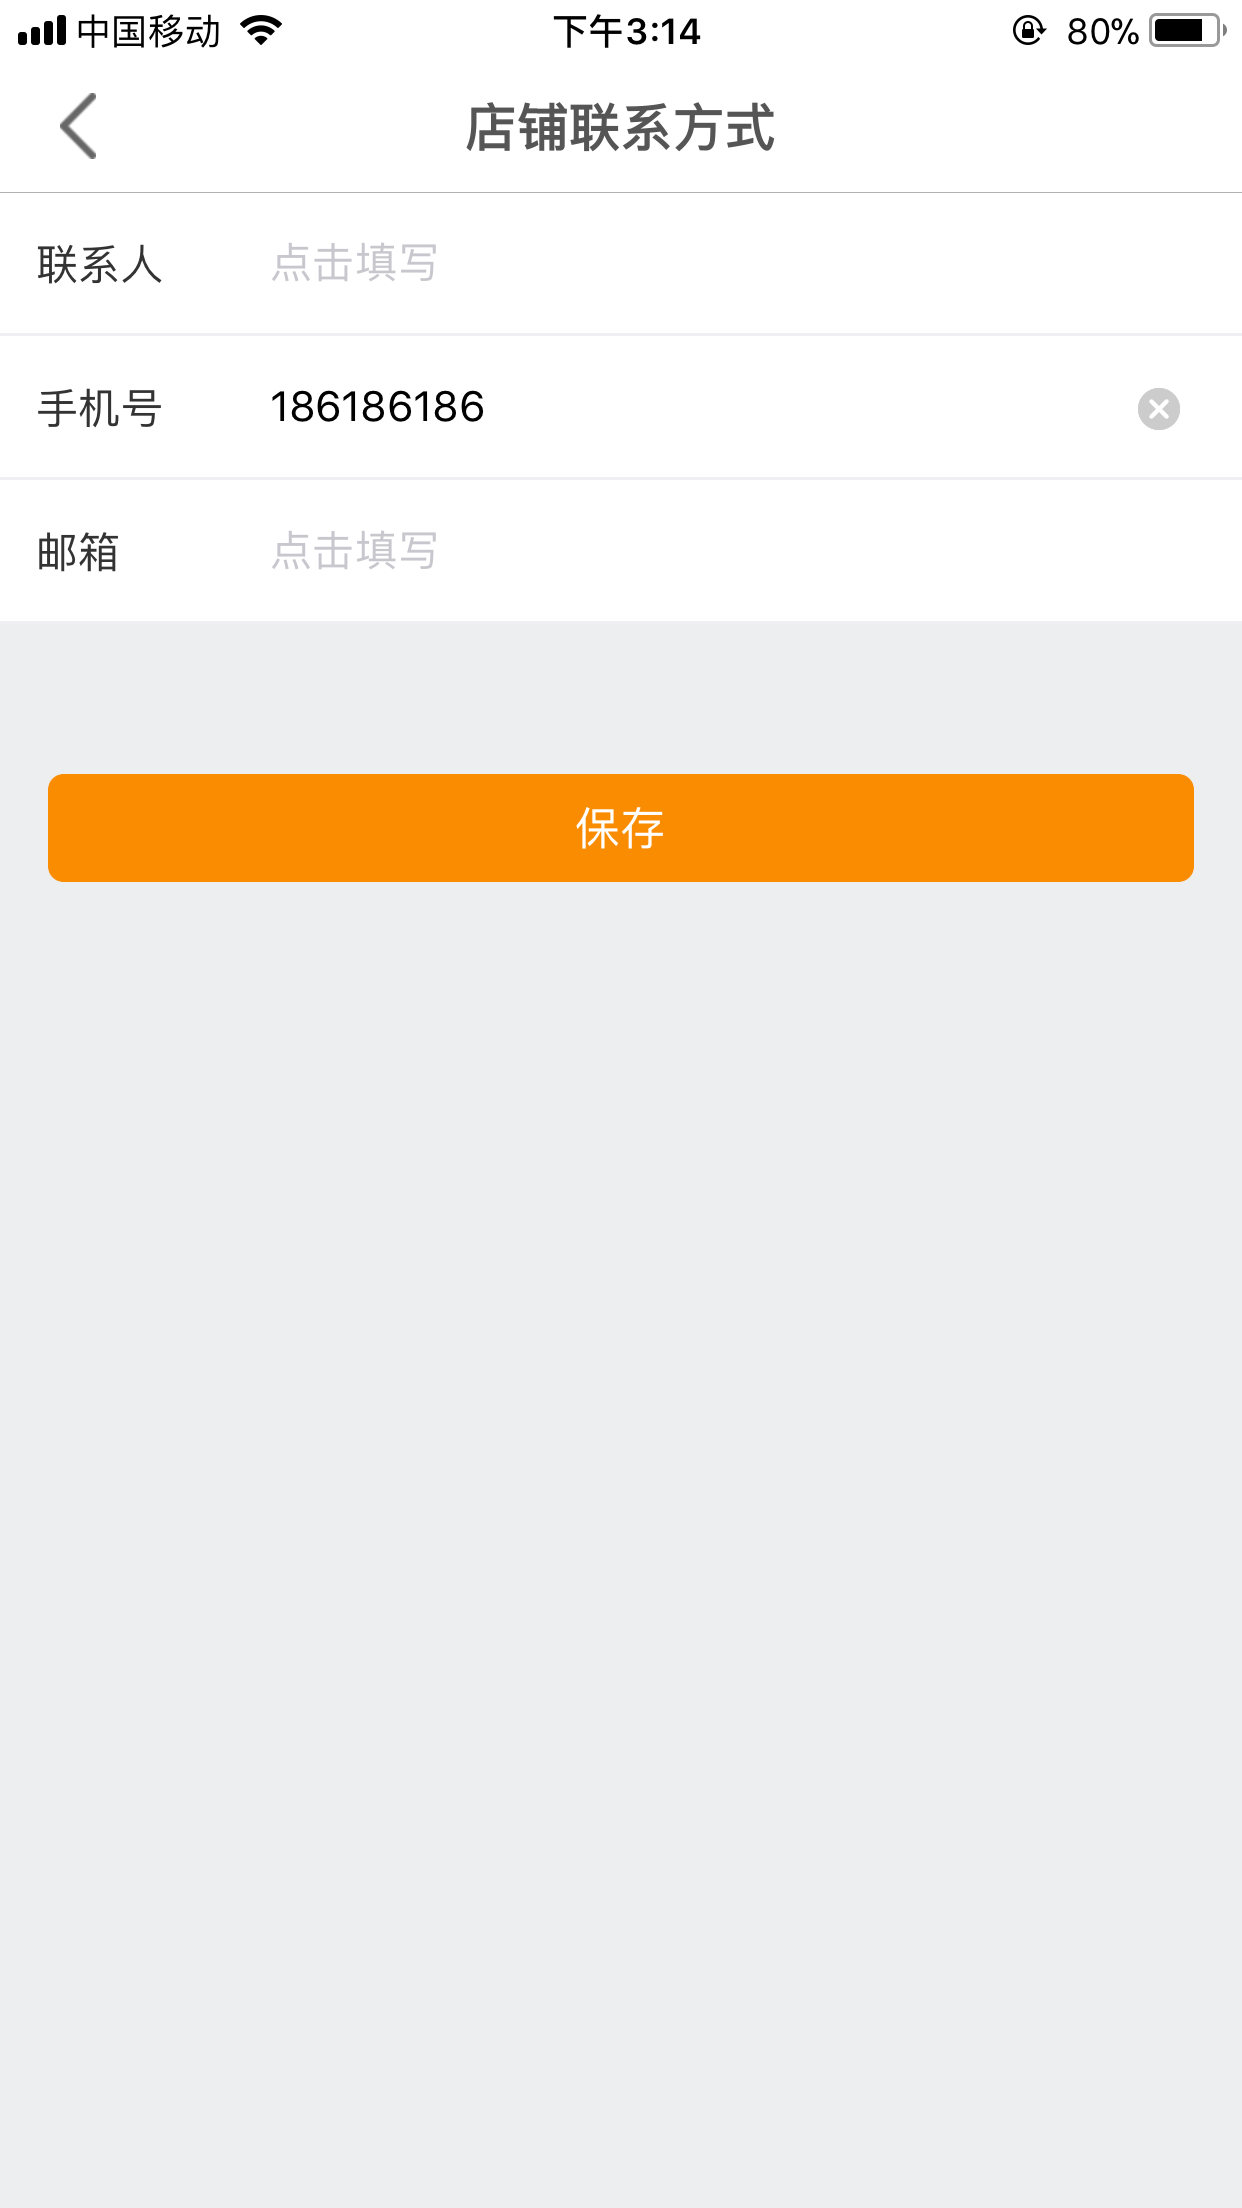 中国移动 下午3:14 80%
店铺联系方式
联系人 点击填写
手机号 186186186
邮箱 点击填写
保存